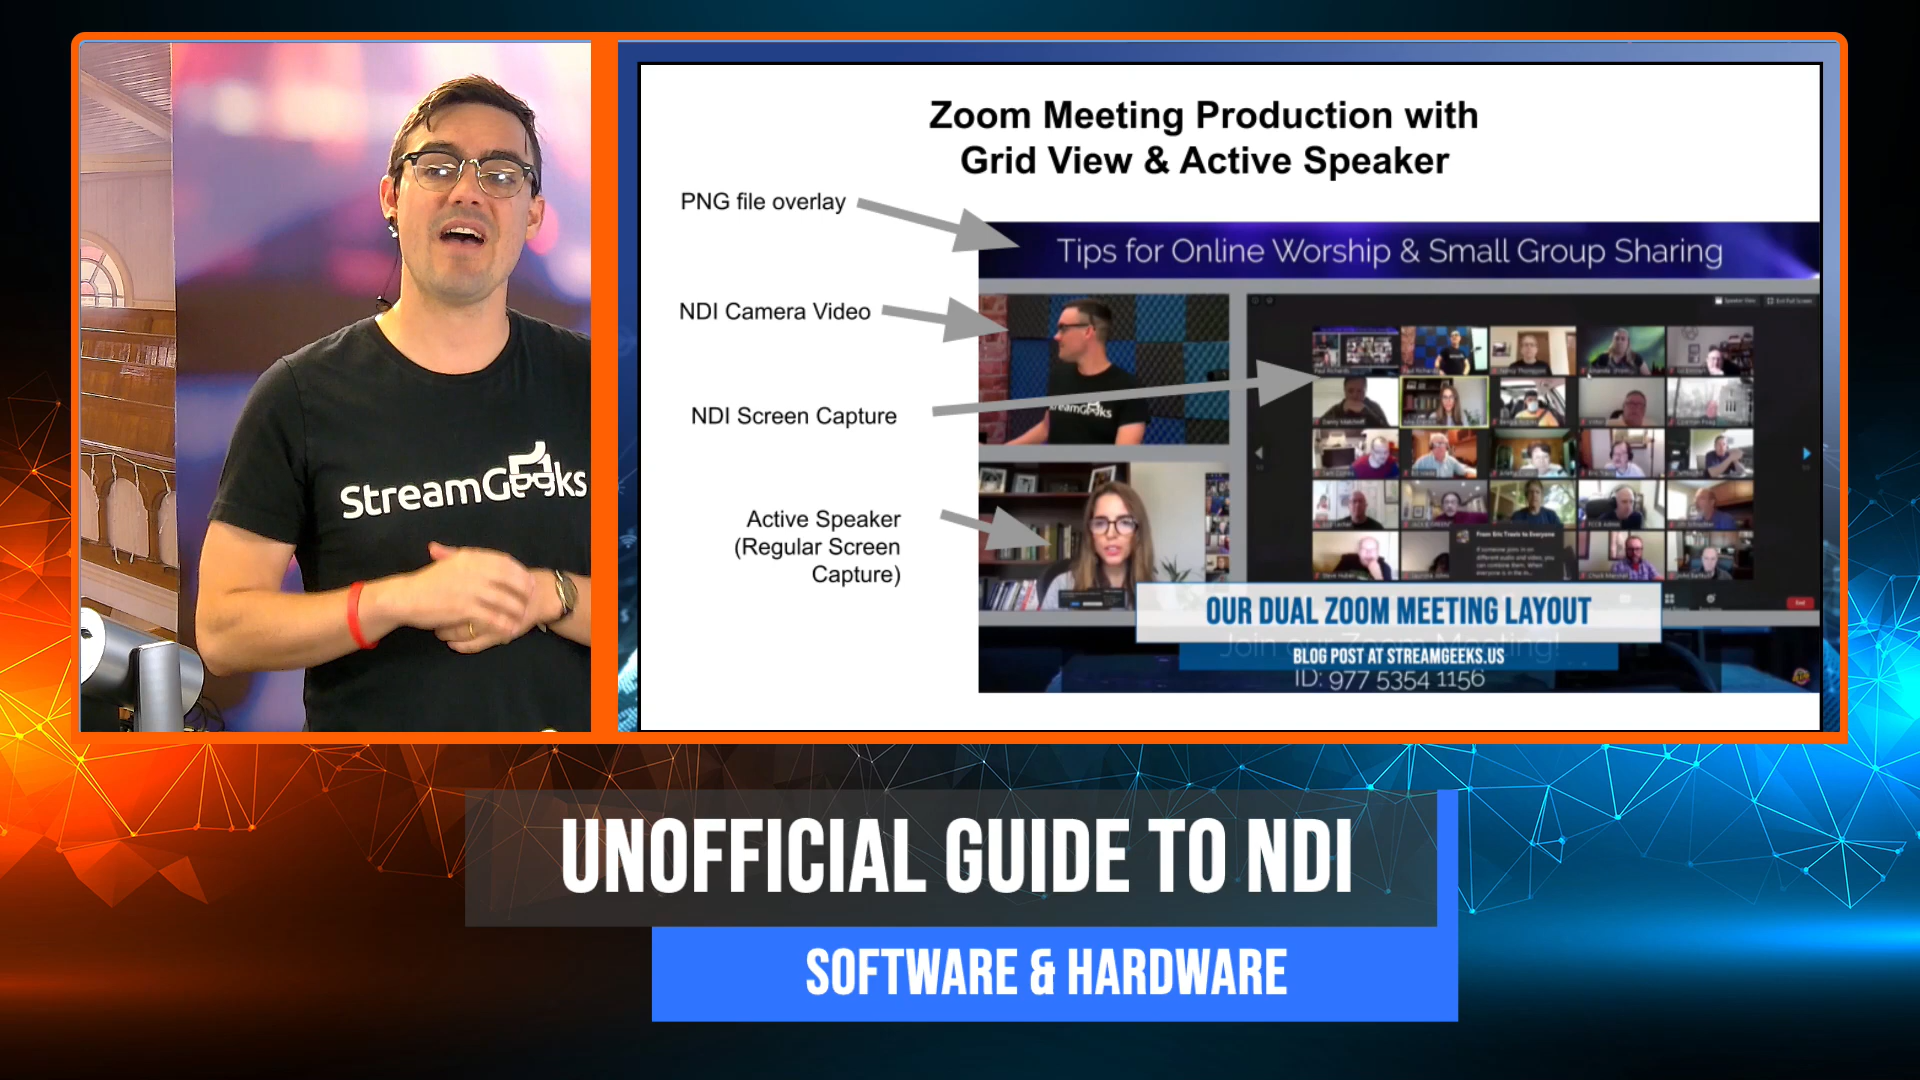 Zoom Meeting Production with
Grid View & Active Speaker
PNG file overlay
Tips for Online Worship & Small Group Sharing
NDI Camera Video
NDI Screen Capture
Active Speaker
(Regular Screen
Capture)
StreamGeeks
OUR DUAL ZOOM MEETING LAYOUT
Join our Zoom Meeting!
BLOG POST AT STREAMGEEKS.US
ID: 977 5354 1156
UNOFFICIAL GUIDE TO NDI
SOFTWARE & HARDWARE